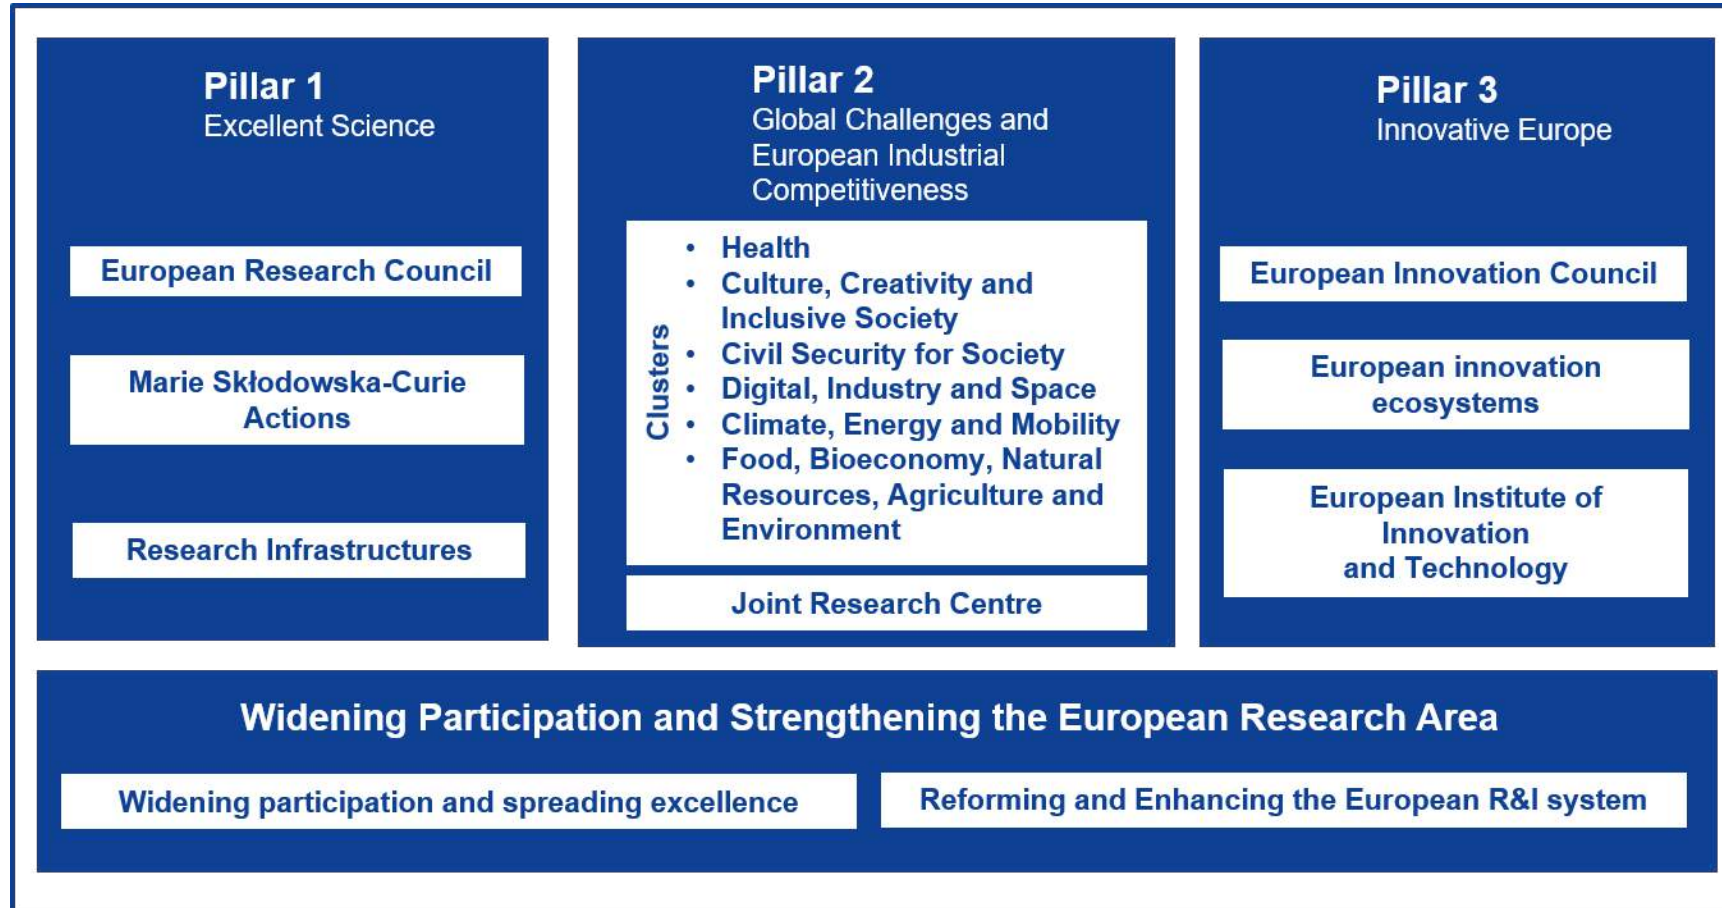 Pillar 1
Excellent Science
European Research Council
Marie Skłodowska-Curie
Actions
Research Infrastructures
Pillar 2
Global Challenges and
European Industrial
Competitiveness
Clusters
• Health
• Culture, Creativity and
Inclusive Society
• Civil Security for Society
• Digital, Industry and Space
• Climate, Energy and Mobility
• Food, Bioeconomy, Natural
Resources, Agriculture and
Environment
Joint Research Centre
Pillar 3
Innovative Europe
European Innovation Council
European innovation
ecosystems
European Institute of
Innovation
and Technology
Widening Participation and Strengthening the European Research Area
Widening participation and spreading excellence
Reforming and Enhancing the European R&I system